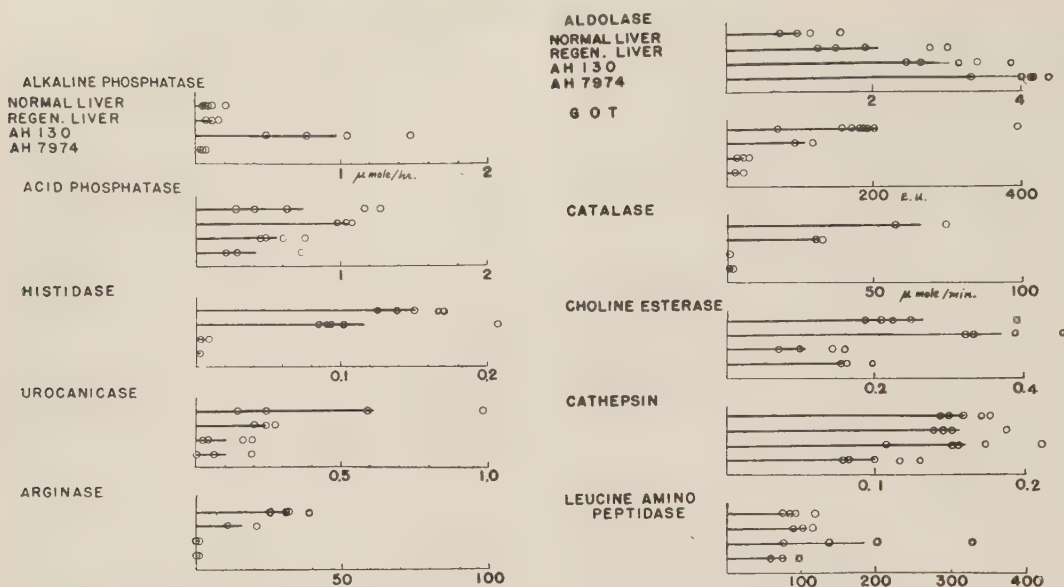 ALKALINE PHOSPHATASE
NORMAL LIVER
REGEN. LIVER
AH 130
AH 7974
1 μ mole/hr. 2
ACID PHOSPHATASE
1 2
HISTIDASE
0.1 0.2
UROCANICASE
0.5 1.0
ARGINASE
50 100
ALDOLASE
NORMAL LIVER
REGEN. LIVER
AH 130
AH 7974
2 4
G O T
200 E.U. 400
CATALASE
50 μ mole/min. 100
CHOLINE ESTERASE
0.2 0.4
CATHEPSIN
0.1 0.2
LEUCINE AMINO
PEPTIDASE
100 200 300 400